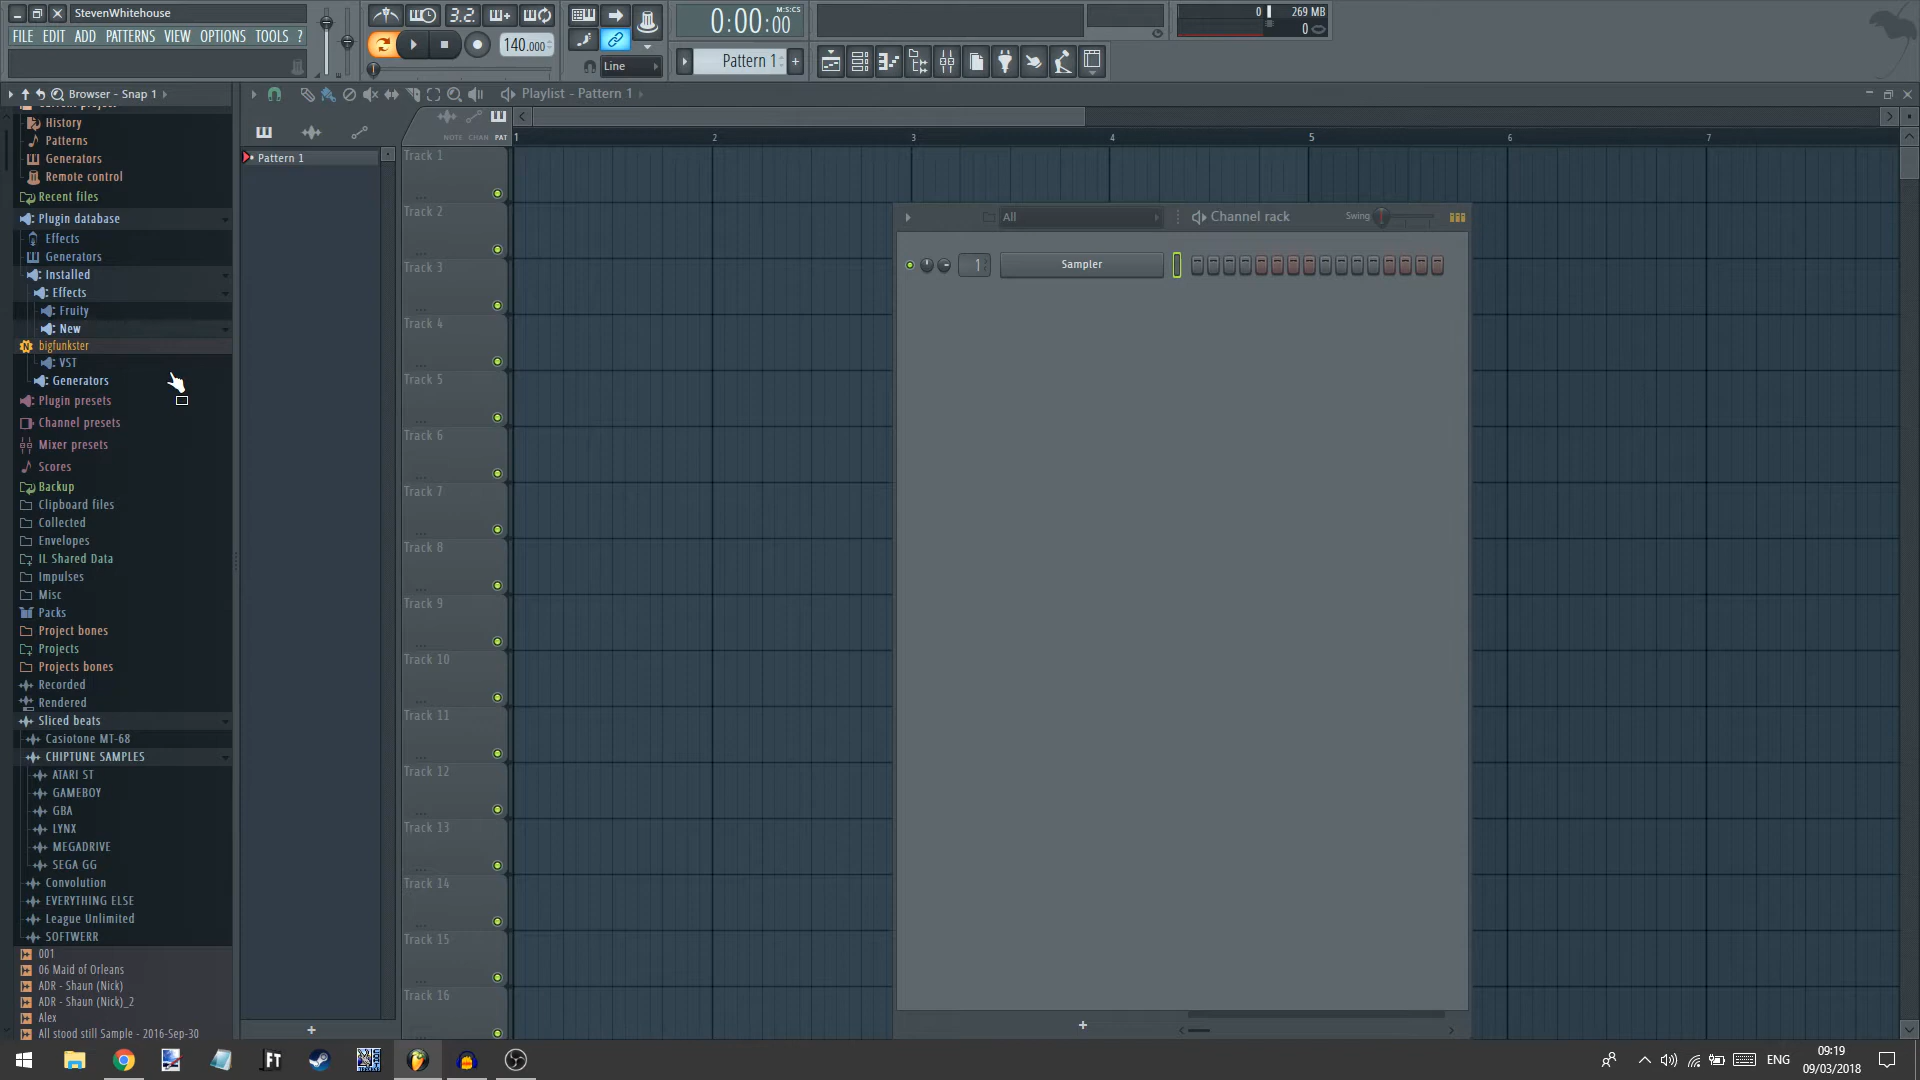 StevenWhitehouse
FILE EDIT ADD PATTERNS VIEW OPTIONS TOOLS ?
3.2.
140.000
Line
0:00:00
M:S:CS
Pattern 1
+
0
269 MB
0
Browser - Snap 1
Playlist - Pattern 1
Current project
History
Patterns
Generators
Remote control
Recent files
Plugin database
Effects
Generators
Installed
Effects
Fruity
New
bigfunkster
VST
Generators
Plugin presets
Channel presets
Mixer presets
Scores
Backup
Clipboard files
Collected
Envelopes
IL Shared Data
Impulses
Misc
Packs
Project bones
Projects
Projects bones
Recorded
Rendered
Sliced beats
Casiotone MT-68
CHIPTUNE SAMPLES
ATARI ST
GAMEBOY
GBA
LYNX
MEGADRIVE
SEGA GG
Convolution
EVERYTHING ELSE
League Unlimited
SOFTWERR
001
06 Maid of Orleans
ADR - Shaun (Nick)
ADR - Shaun (Nick)_2
Alex
All stood still Sample - 2016-Sep-30
Pattern 1
+
NOTE CHAN PAT
1 2 3 4 5 6 7
Track 1
Track 2
Track 3
Track 4
Track 5
Track 6
Track 7
Track 8
Track 9
Track 10
Track 11
Track 12
Track 13
Track 14
Track 15
Track 16
All
Channel rack
Swing
1
Sampler
+
FT
ENG
09:19
09/03/2018